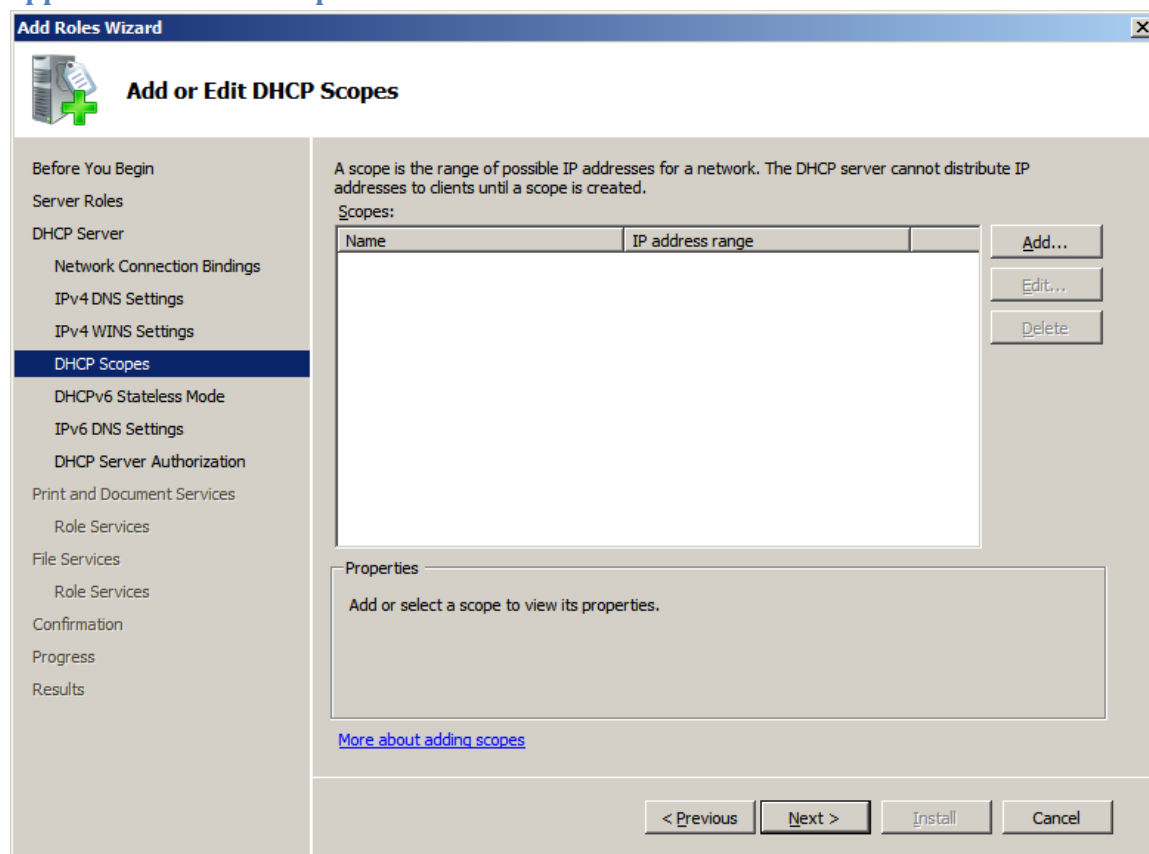 Add Roles Wizard
Add or Edit DHCP Scopes
Before You Begin
Server Roles
DHCP Server
Network Connection Bindings
IPv4 DNS Settings
IPv4 WINS Settings
DHCP Scopes
DHCPv6 Stateless Mode
IPv6 DNS Settings
DHCP Server Authorization
Print and Document Services
Role Services
File Services
Role Services
Confirmation
Progress
Results
A scope is the range of possible IP addresses for a network. The DHCP server cannot distribute IP
addresses to clients until a scope is created.
Scopes:
Name IP address range
Add...
Edit...
Delete
Properties
Add or select a scope to view its properties.
More about adding scopes
< Previous Next > Install Cancel